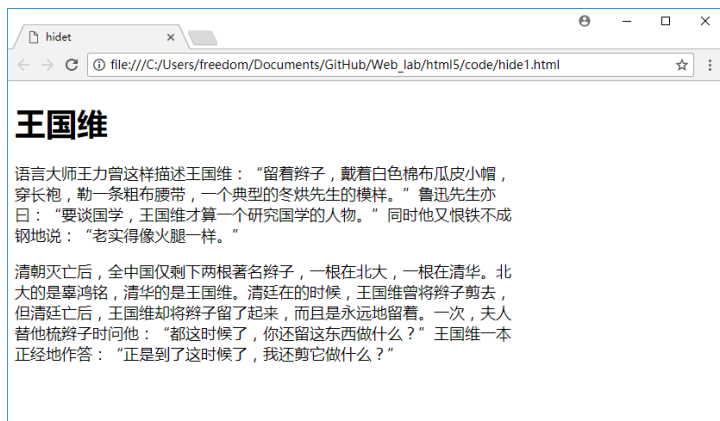 hidet
file:///C:/Users/freedom/Documents/GitHub/Web_lab/html5/code/hide1.html
王国维
语言大师王力曾这样描述王国维：“留着辫子，戴着白色棉布瓜皮小帽，
穿长袍，勒一条粗布腰带，一个典型的冬烘先生的模样。”鲁迅先生亦
曰：“要谈国学，王国维才算一个研究国学的人物。”同时他又恨铁不成
钢地说：“老实得像火腿一样。”
清朝灭亡后，全中国仅剩下两根著名辫子，一根在北大，一根在清华。北
大的是辜鸿铭，清华的是王国维。清廷在的时候，王国维曾将辫子剪去，
但清廷亡后，王国维却将辫子留了起来，而且是永远地留着。一次，夫人
替他梳辫子时问他：“都这时候了，你还留这东西做什么？”王国维一本
正经地作答：“正是到了这时候了，我还剪它做什么？”